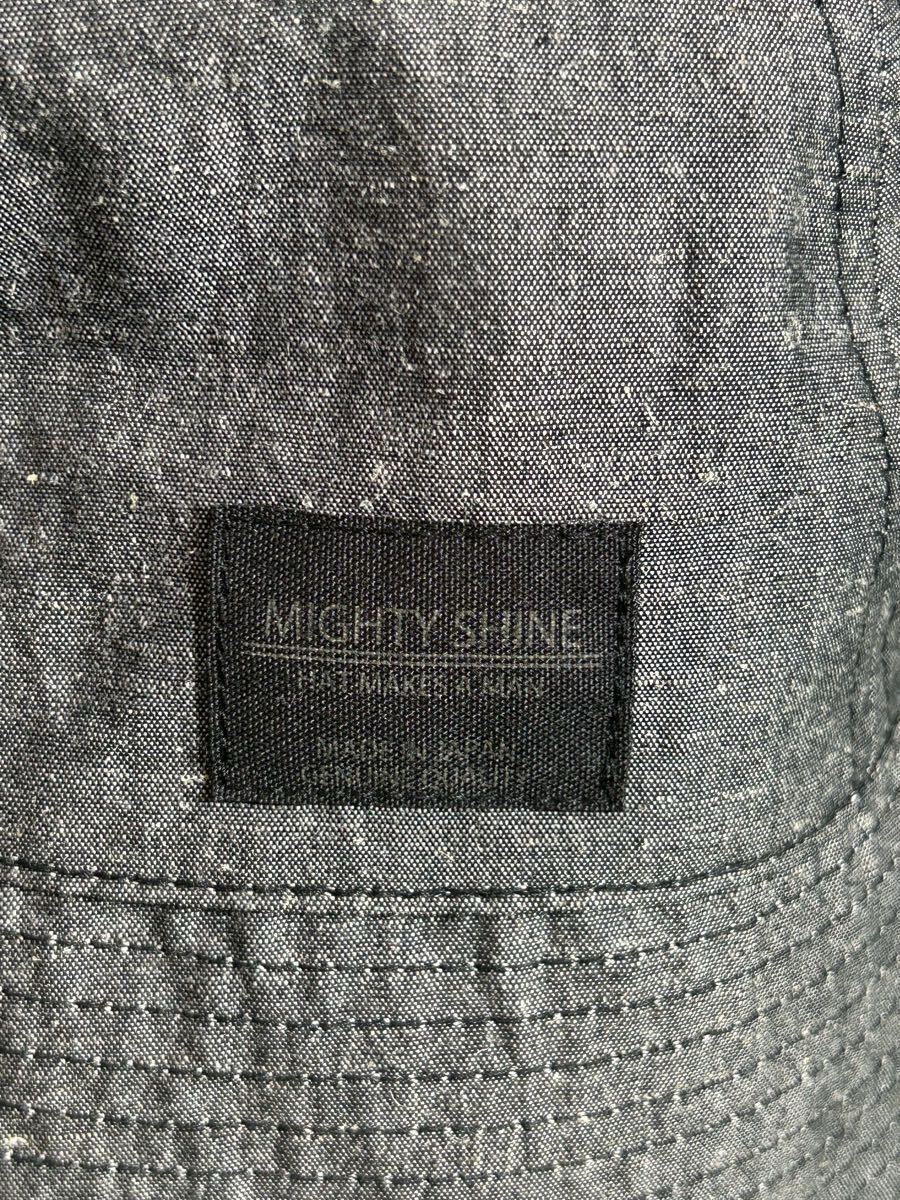 MIGHTY SHINE
HAT MAKES A MAN
MADE IN JAPAN
GENUINE QUALITY